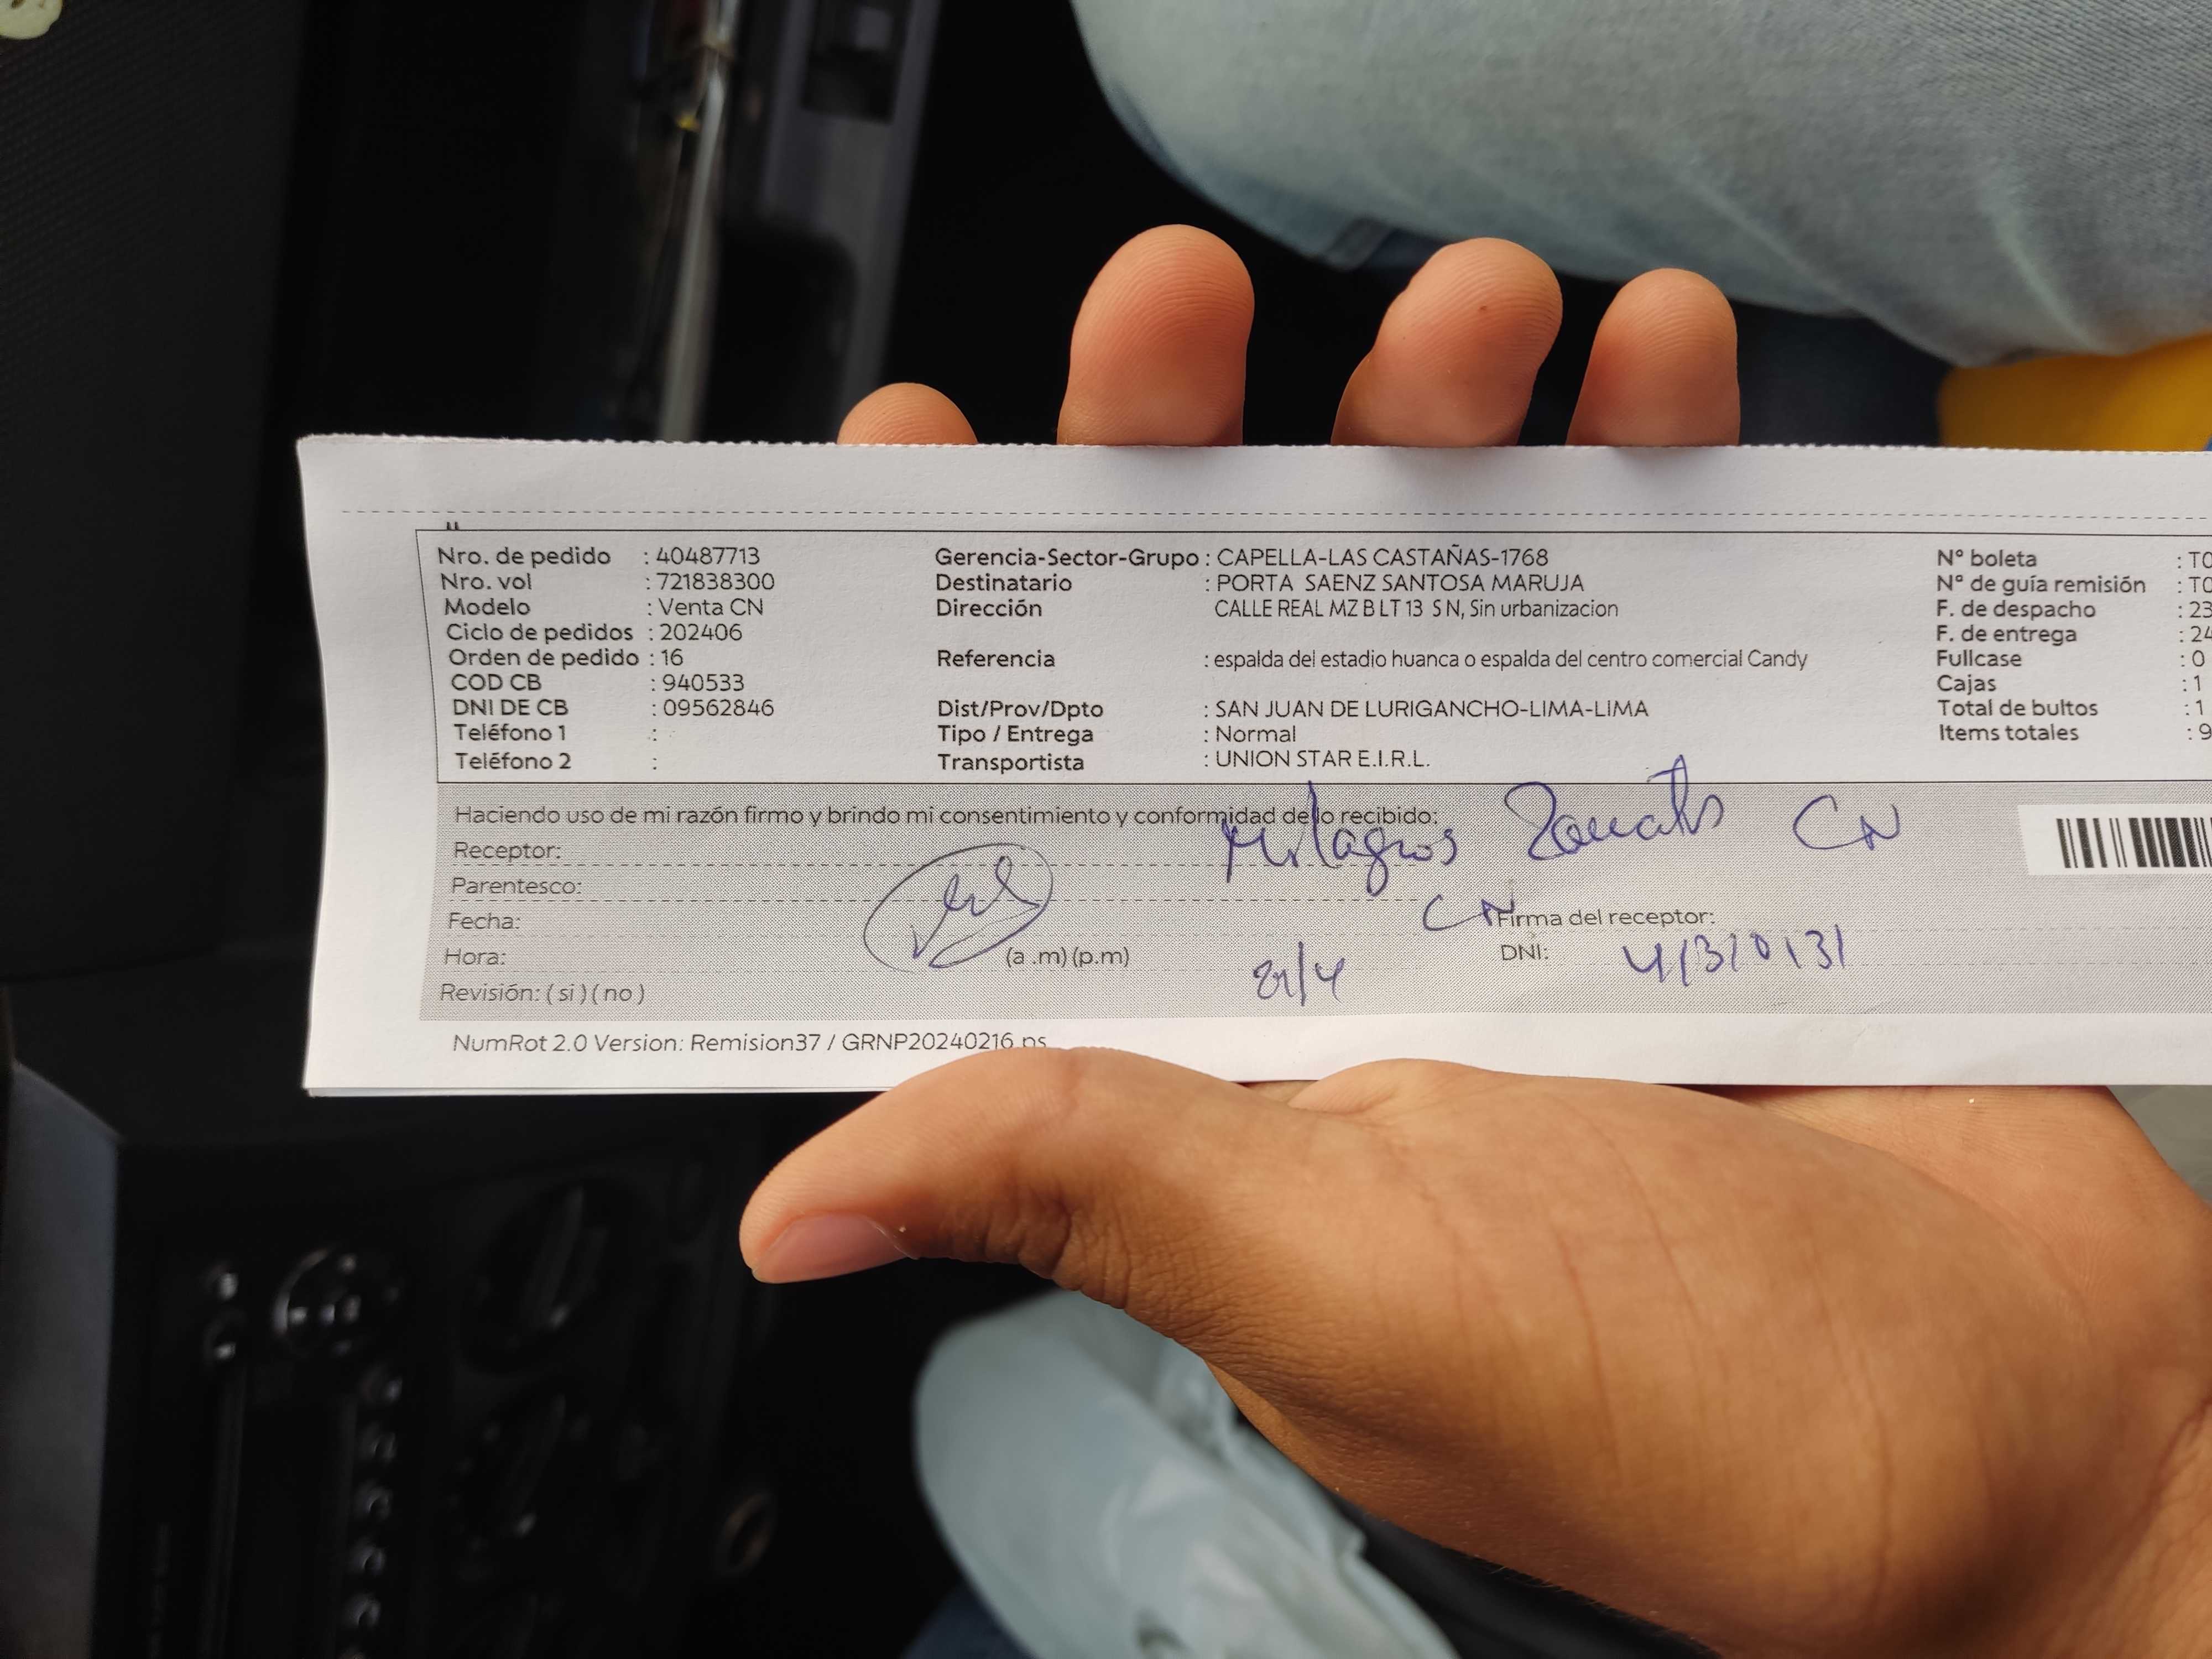 Nro. de pedido : 40487713
Nro. vol : 721838300
Modelo : Venta CN
Ciclo de pedidos : 202406
Orden de pedido : 16
COD CB : 940533
DNI DE CB : 09562846
Teléfono 1 :
Teléfono 2 :
Gerencia-Sector-Grupo : CAPELLA-LAS CASTAÑAS-1768
Destinatario : PORTA SAENZ SANTOSA MARUJA
Dirección CALLE REAL MZ B LT 13 S N, Sin urbanizacion
Referencia : espalda del estadio huanca o espalda del centro comercial Candy
Dist/Prov/Dpto : SAN JUAN DE LURIGANCHO-LIMA-LIMA
Tipo / Entrega : Normal
Transportista : UNION STAR E.I.R.L.
N° boleta : T0
N° de guía remisión : T0
F. de despacho : 23
F. de entrega : 24
Fullcase : 0
Cajas : 1
Total de bultos : 1
Items totales : 9
Haciendo uso de mi razón firmo y brindo mi consentimiento y conformidad de lo recibido:
Milagros CN
Receptor:
Parentesco:
CN
Fecha:
Firma del receptor:
Hora: (a .m) (p.m)
DNI:
Revisión: ( si ) ( no )
NumRot 2.0 Version: Remision37 / GRNP20240216.ps